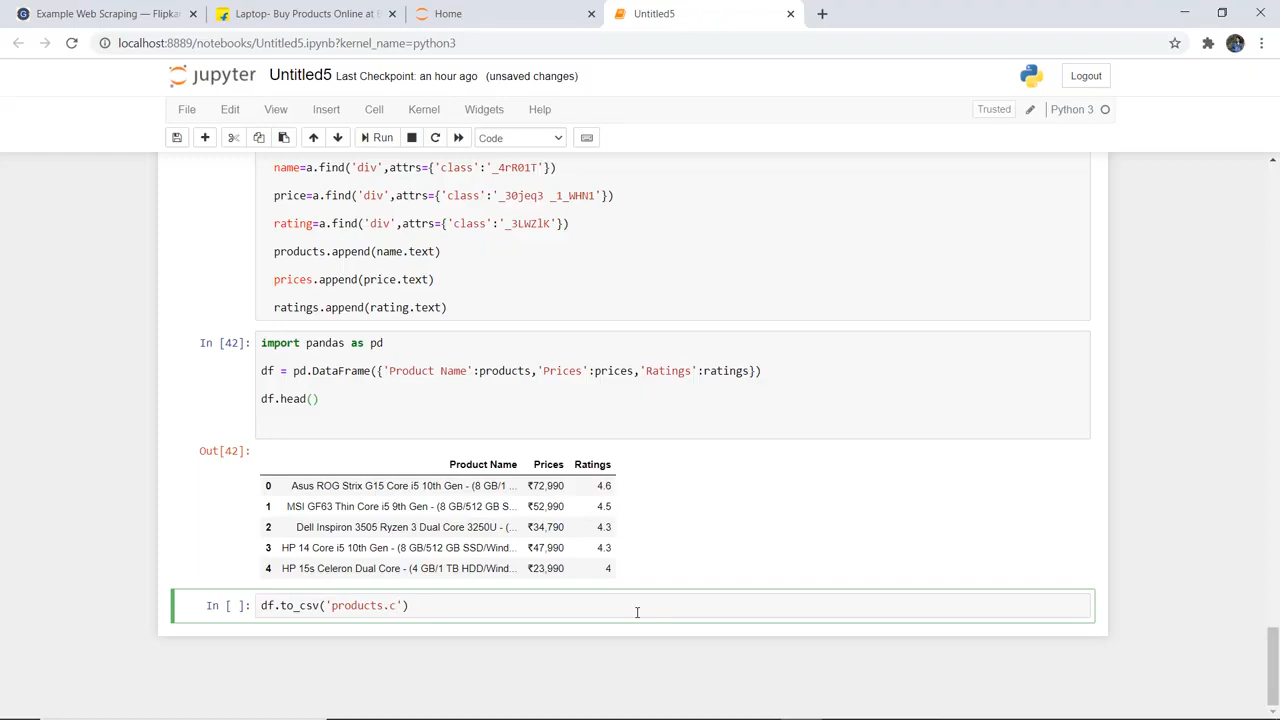 Example Web Scraping — Flipka
Laptop- Buy Products Online at B
Home
Untitled5
localhost:8889/notebooks/Untitled5.ipynb?kernel_name=python3
jupyter Untitled5 Last Checkpoint: an hour ago (unsaved changes)
Logout
File Edit View Insert Cell Kernel Widgets Help
Trusted Python 3
Run
Code
name=a.find('div',attrs={'class':'_4rR01T'})
price=a.find('div',attrs={'class':'_30jeq3 _1_WHN1'})
rating=a.find('div',attrs={'class':'_3LWZlK'})
products.append(name.text)
prices.append(price.text)
ratings.append(rating.text)
In [42]: import pandas as pd
df = pd.DataFrame({'Product Name':products,'Prices':prices,'Ratings':ratings})
df.head()
Out[42]:
Product Name Prices Ratings
0 Asus ROG Strix G15 Core i5 10th Gen - (8 GB/1 ... ₹72,990 4.6
1 MSI GF63 Thin Core i5 9th Gen - (8 GB/512 GB S... ₹52,990 4.5
2 Dell Inspiron 3505 Ryzen 3 Dual Core 3250U - (... ₹34,790 4.3
3 HP 14 Core i5 10th Gen - (8 GB/512 GB SSD/Wind... ₹47,990 4.3
4 HP 15s Celeron Dual Core - (4 GB/1 TB HDD/Wind... ₹23,990 4
In [ ]: df.to_csv('products.c')